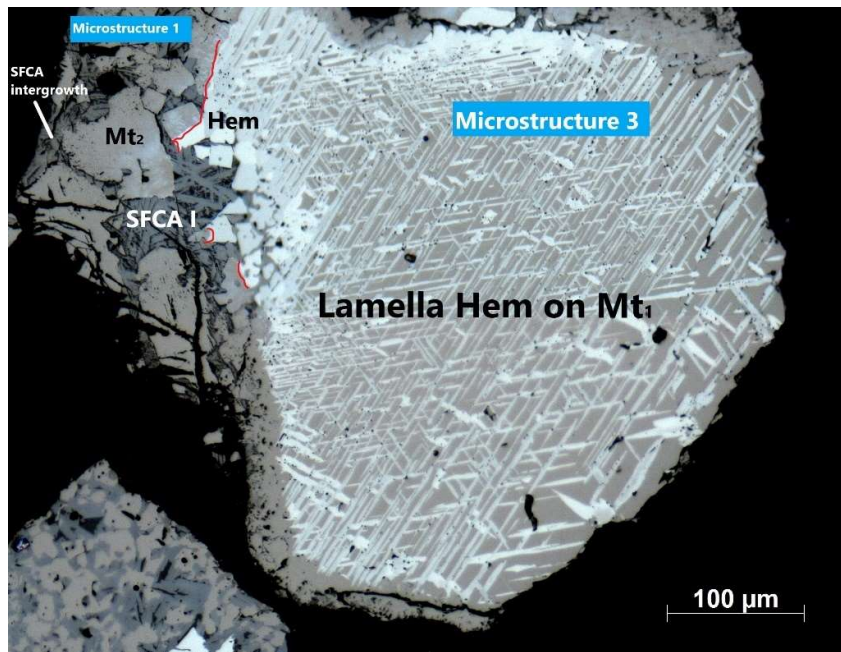 Microstructure 1
SFCA
intergrowth
Mt₂
Hem
Microstructure 3
SFCA I
Lamella Hem on Mt₁
100 µm